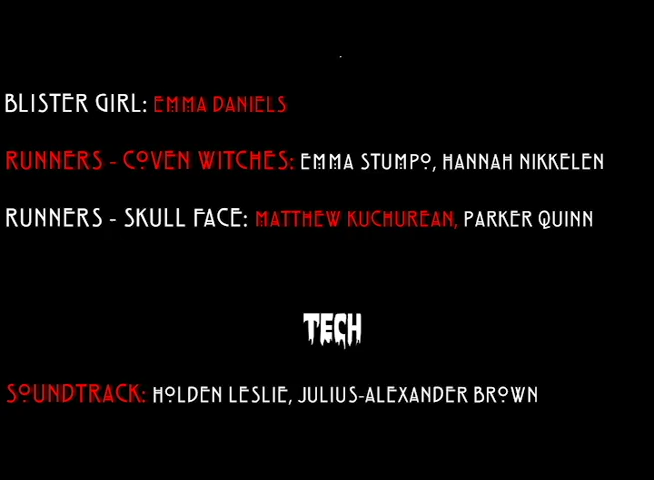 BLISTER GIRL: EMMA DANIELS
RUNNERS - COVEN WITCHES: EMMA STUMPO, HANNAH NIKKELEN
RUNNERS - SKULL FACE: MATTHEW KUCHUREAN, PARKER QUINN
TECH
SOUNDTRACK: HOLDEN LESLIE, JULIUS-ALEXANDER BROWN